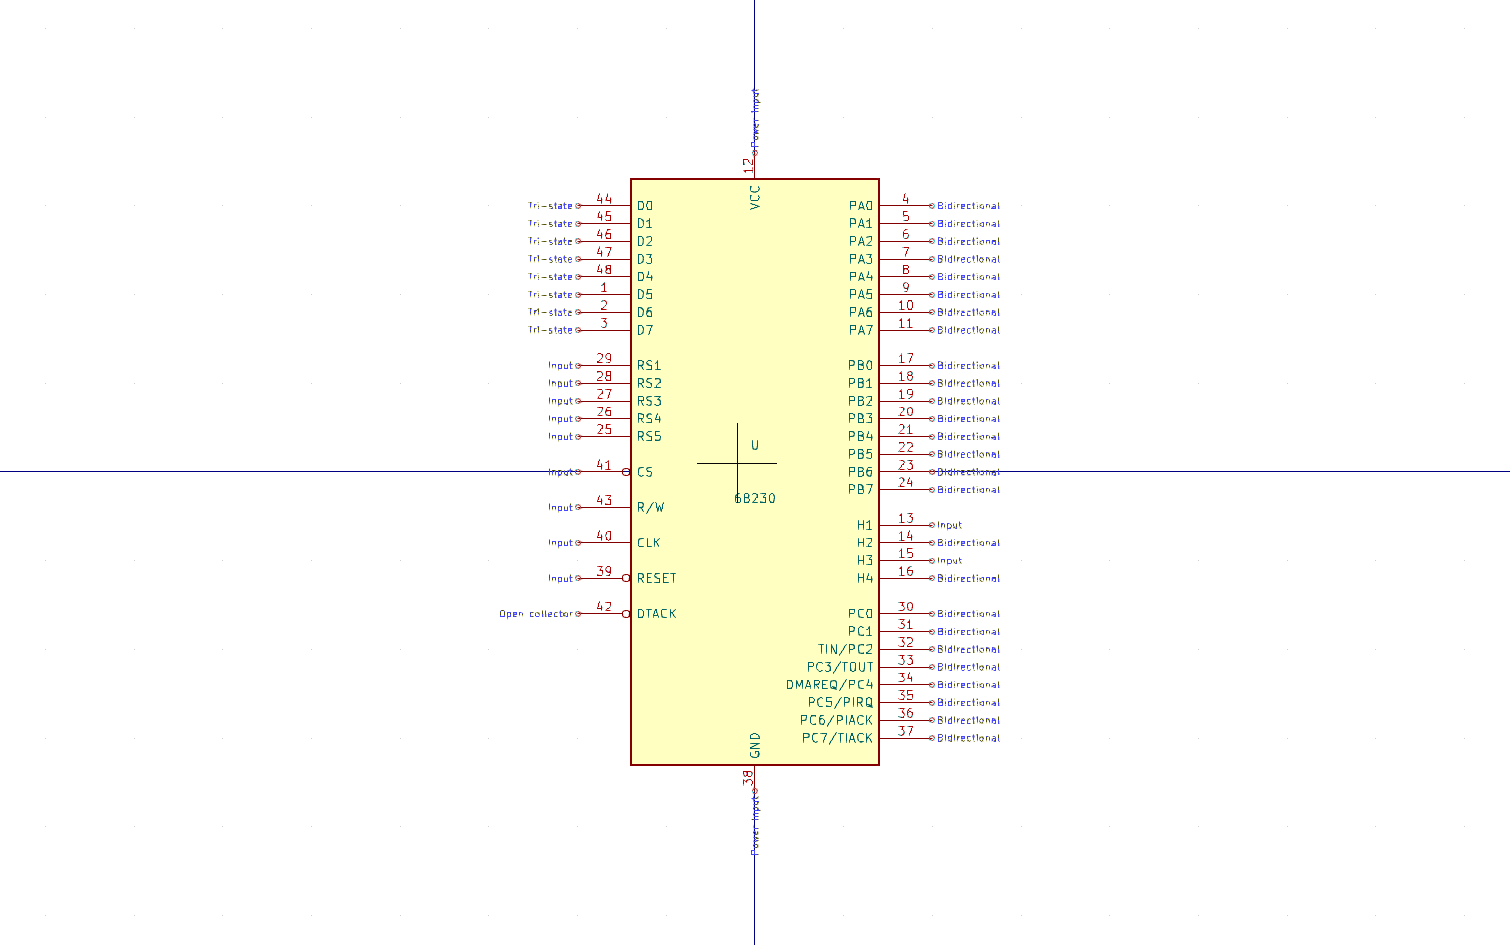 Power Input
12
VCC
Tri-state 44 D0
Tri-state 45 D1
Tri-state 46 D2
Tri-state 47 D3
Tri-state 48 D4
Tri-state 1 D5
Tri-state 2 D6
Tri-state 3 D7
Input 29 RS1
Input 28 RS2
Input 27 RS3
Input 26 RS4
Input 25 RS5
Input 41 CS
Input 43 R/W
Input 40 CLK
Input 39 RESET
Open collector 42 DTACK
U
68230
PA0 4 Bidirectional
PA1 5 Bidirectional
PA2 6 Bidirectional
PA3 7 Bidirectional
PA4 8 Bidirectional
PA5 9 Bidirectional
PA6 10 Bidirectional
PA7 11 Bidirectional
PB0 17 Bidirectional
PB1 18 Bidirectional
PB2 19 Bidirectional
PB3 20 Bidirectional
PB4 21 Bidirectional
PB5 22 Bidirectional
PB6 23 Bidirectional
PB7 24 Bidirectional
H1 13 Input
H2 14 Bidirectional
H3 15 Input
H4 16 Bidirectional
PC0 30 Bidirectional
PC1 31 Bidirectional
TIN/PC2 32 Bidirectional
PC3/TOUT 33 Bidirectional
DMAREQ/PC4 34 Bidirectional
PC5/PIRQ 35 Bidirectional
PC6/PIACK 36 Bidirectional
PC7/TIACK 37 Bidirectional
GND
38
Power Input